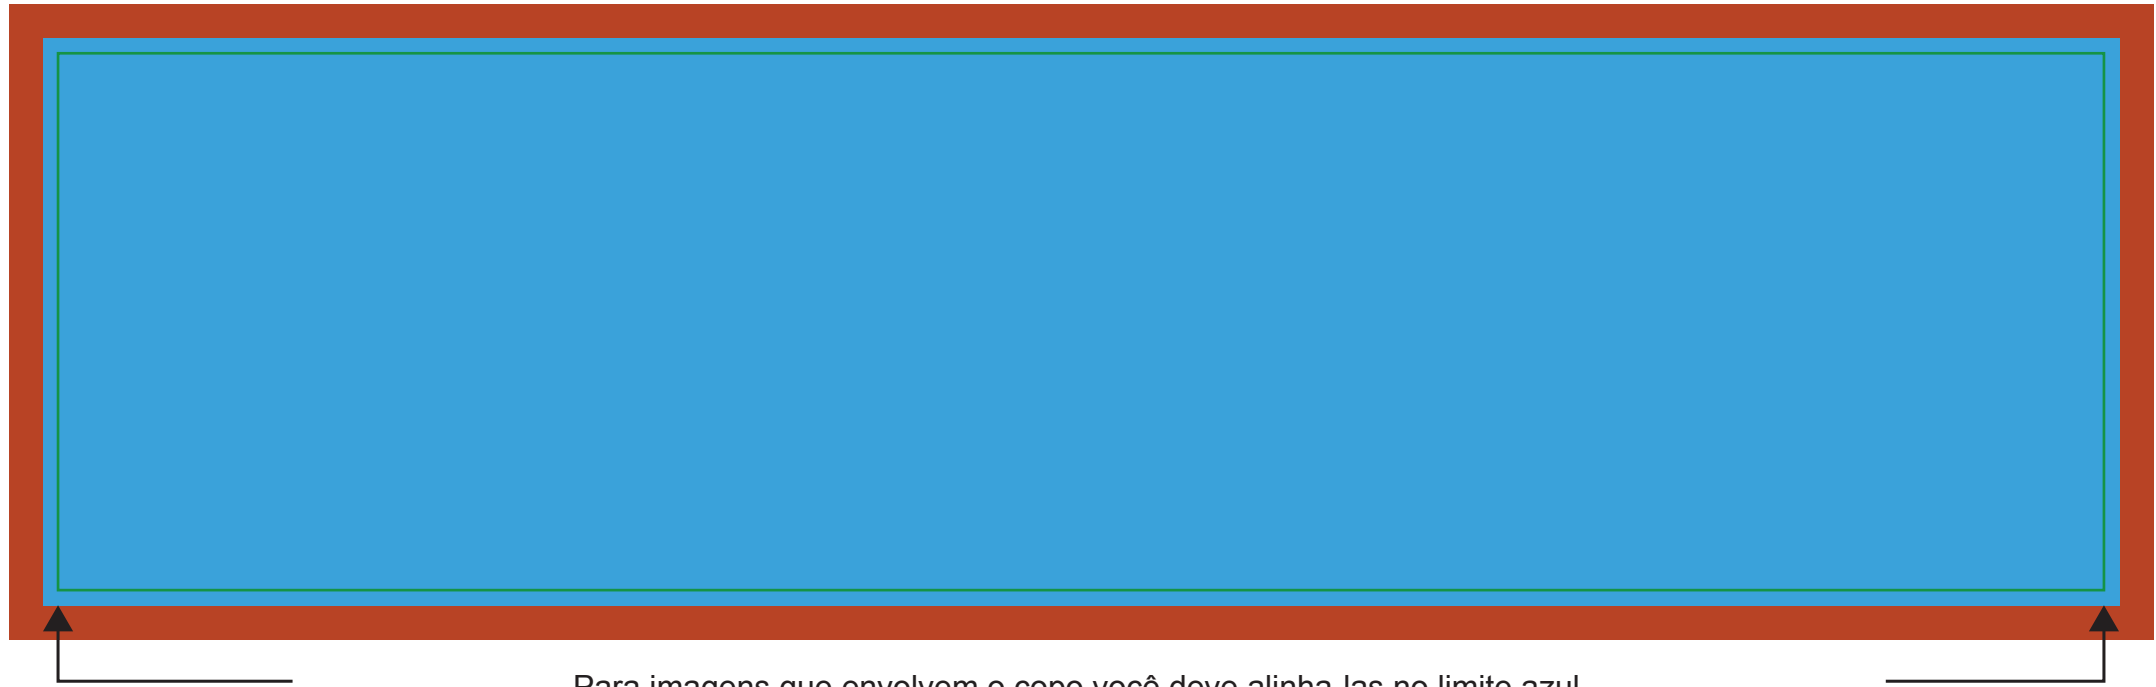 Para imagens que envolvem o copo você deve alinha-las no limite azul